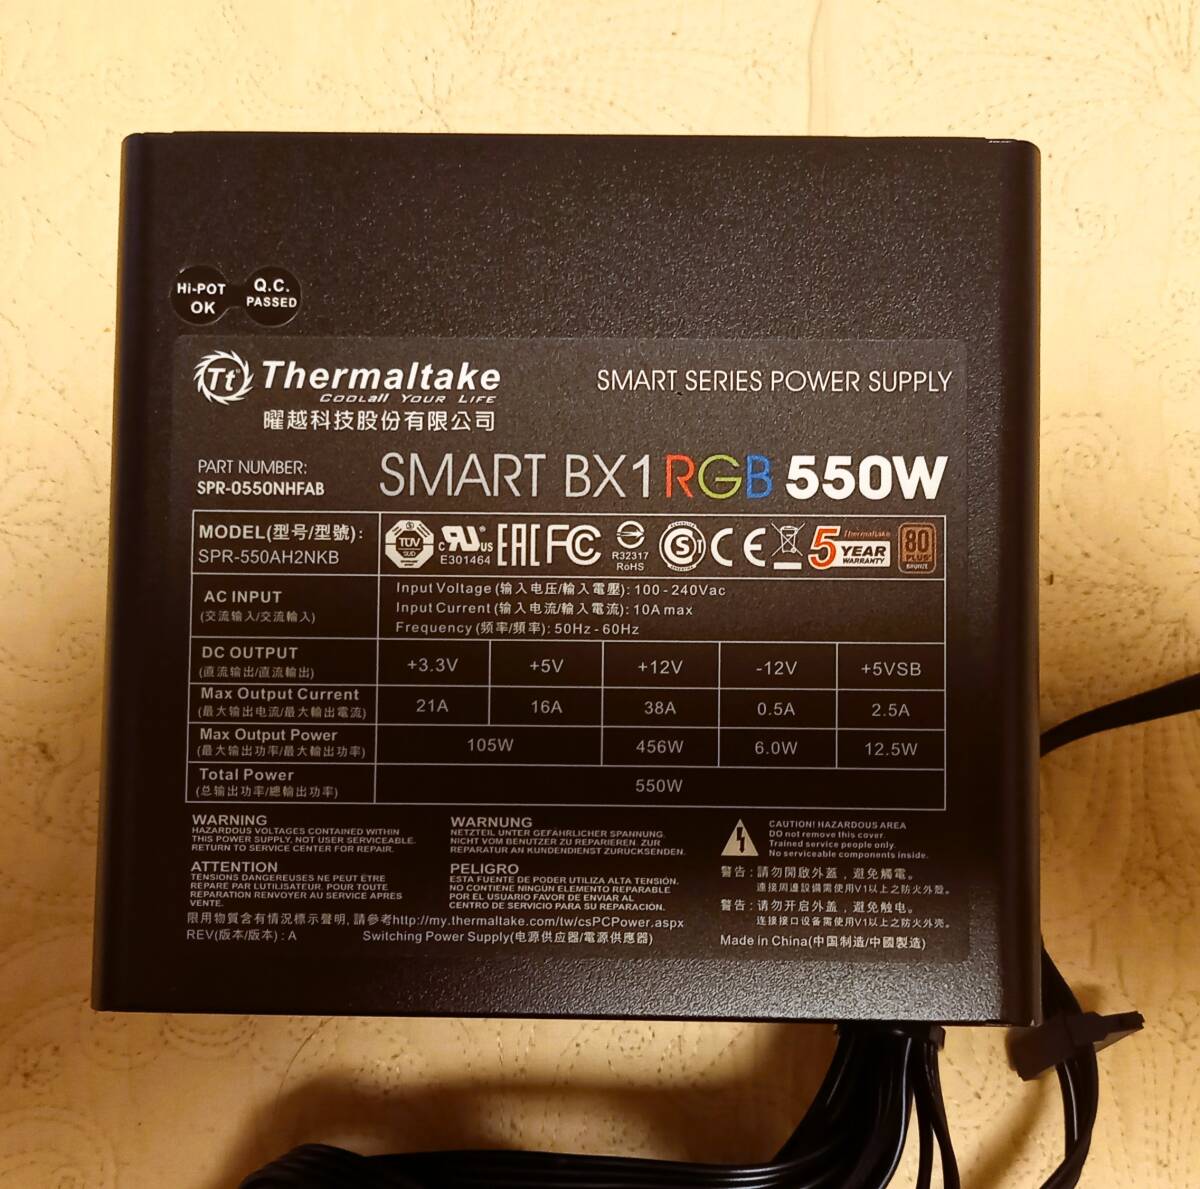 Hi-POT
OK
Q.C.
PASSED
Tt Thermaltake
COOLall YOUR LIFE
曜越科技股份有限公司
SMART SERIES POWER SUPPLY
PART NUMBER:
SPR-0550NHFAB
SMART BX1 RGB 550W
MODEL(型号/型號):
SPR-550AH2NKB
TÜV
SUD
c RU us
E301464
EAC
FC
R32317
RoHS
S
CE
5 YEAR
Thermaltake
WARRANTY
80
PLUS
BRONZE
AC INPUT
(交流输入/交流輸入)
Input Voltage (输入电压/輸入電壓): 100 - 240Vac
Input Current (输入电流/輸入電流): 10A max
Frequency (频率/頻率): 50Hz - 60Hz
DC OUTPUT
(直流输出/直流輸出)
+3.3V +5V +12V -12V +5VSB
Max Output Current
(最大输出电流/最大輸出電流)
21A 16A 38A 0.5A 2.5A
Max Output Power
(最大输出功率/最大輸出功率)
105W 456W 6.0W 12.5W
Total Power
(总输出功率/總輸出功率)
550W
WARNING
HAZARDOUS VOLTAGES CONTAINED WITHIN
THIS POWER SUPPLY, NOT USER SERVICEABLE.
RETURN TO SERVICE CENTER FOR REPAIR.
ATTENTION
TENSIONS DANGEREUSES NE PEUT ÊTRE
REPARE PAR LUTILISATEUR. POUR TOUTE
REPARATION RENVOYER AU SERVICE APRES
VENTE.
WARNUNG
NETZTEIL UNTER GEFÄHRLICHER SPANNUNG.
NICHT VOM BENUTZER ZU REPARIEREN. ZUR
REPARATUR AN KUNDENDIENST ZURÜCKSENDEN.
PELIGRO
ESTA FUENTE DE PODER UTILIZA ALTA TENSIÓN.
NO CONTIENE NINGÚN ELEMENTO REPARABLE
POR EL USUARIO FAVOR DE ENVIAR AL
CENTRO DE SERVICIO PARA SU REPARACIÓN.
CAUTION! HAZARDOUS AREA
DO not remove this cover.
Trained service people only.
No serviceable components inside.
警告 : 請勿開啟外蓋，避免觸電。
連接周邊設備需使用V1以上之防火外殼。
警告 : 请勿开启外盖，避免触电。
连接接口设备需使用V1以上之防火外壳。
限用物質含有情況標示聲明, 請參考http://my.thermaltake.com/tw/csPCPower.aspx
REV(版本/版本) : A
Switching Power Supply(电源供应器/電源供應器)
Made in China(中国制造/中國製造)